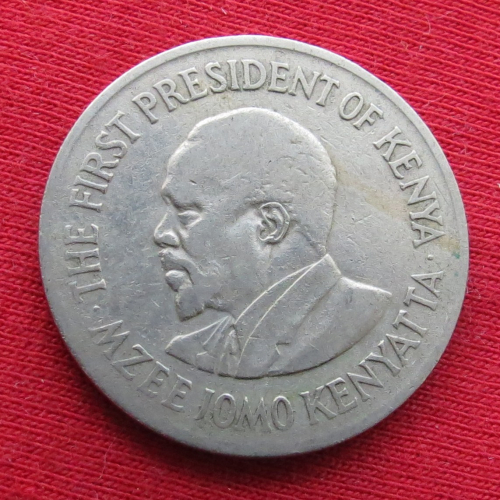 THE FIRST PRESIDENT OF KENYA
· MZEE JOMO KENYATTA ·